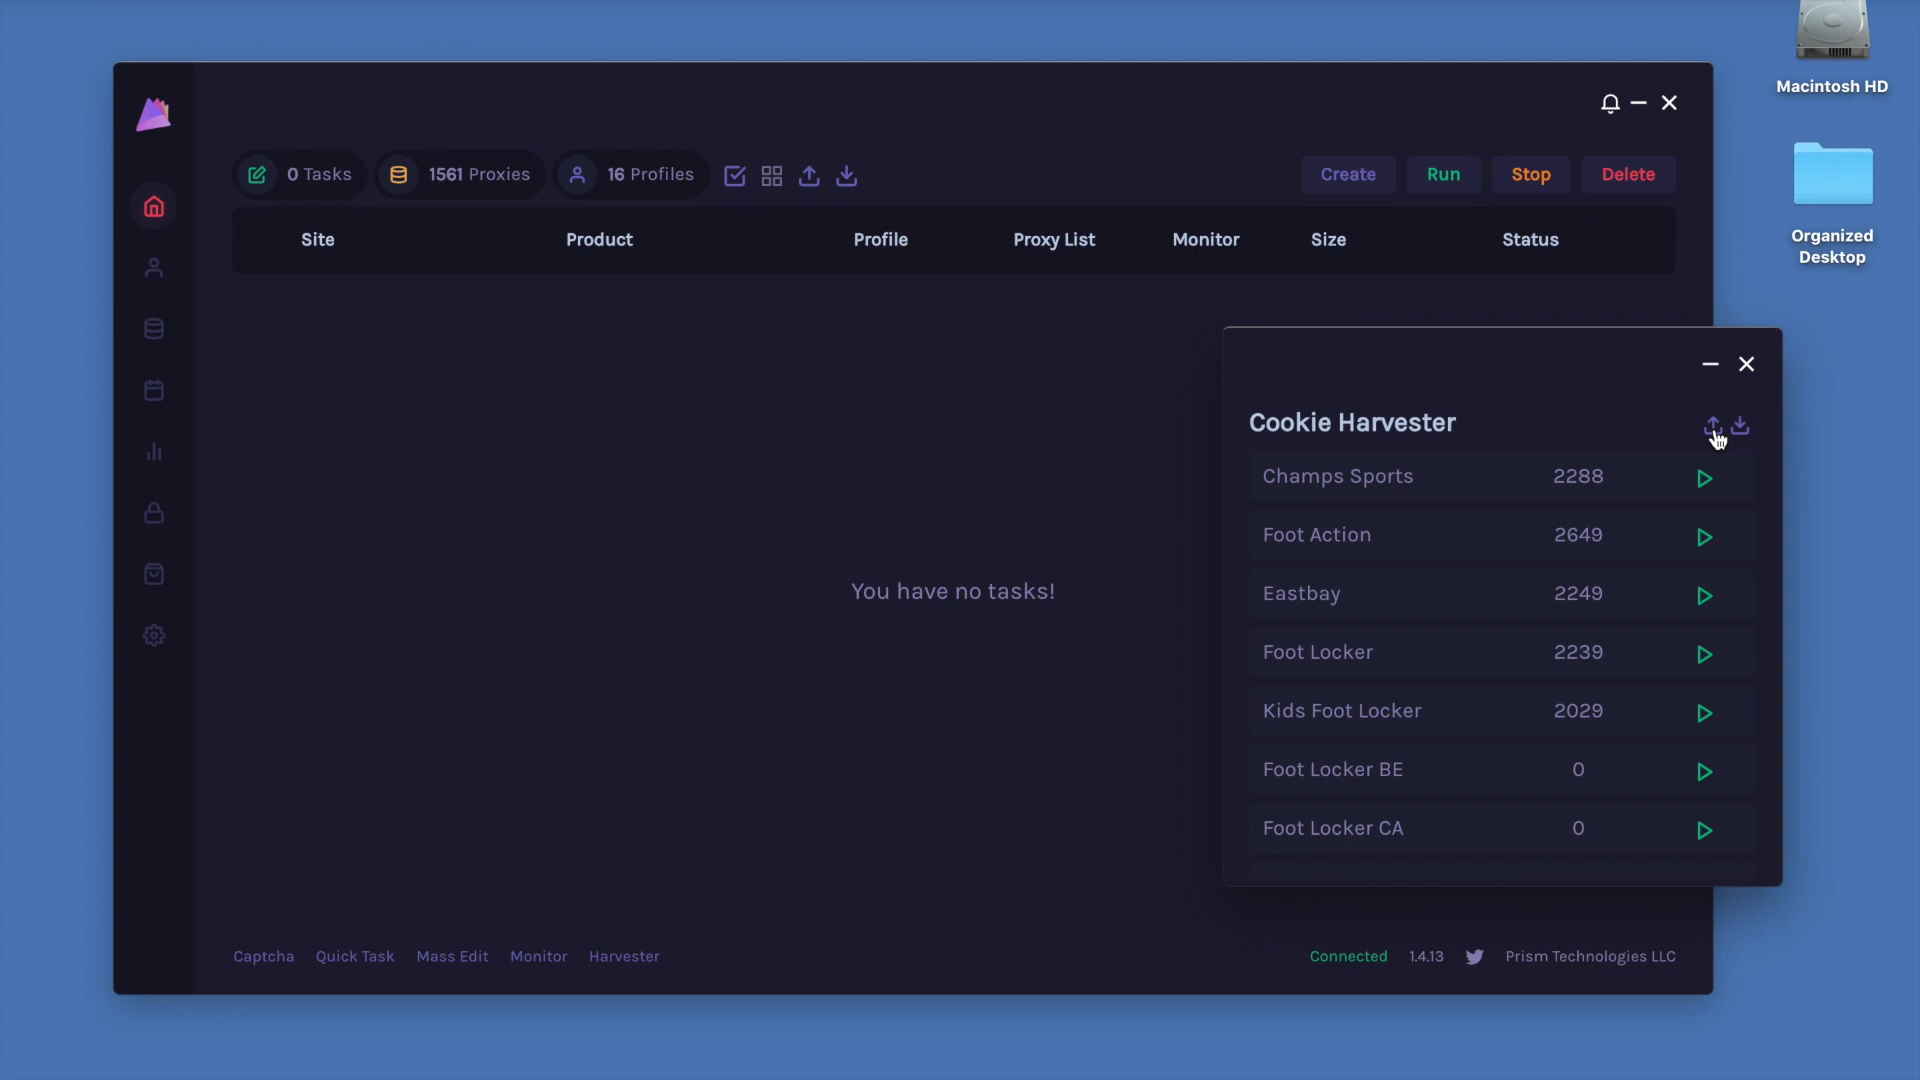 Macintosh HD
Organized
Desktop
0 Tasks
1561 Proxies
16 Profiles
Create
Run
Stop
Delete
Site
Product
Profile
Proxy List
Monitor
Size
Status
You have no tasks!
Cookie Harvester
Champs Sports 2288
Foot Action 2649
Eastbay 2249
Foot Locker 2239
Kids Foot Locker 2029
Foot Locker BE 0
Foot Locker CA 0
Captcha
Quick Task
Mass Edit
Monitor
Harvester
Connected
1.4.13
Prism Technologies LLC